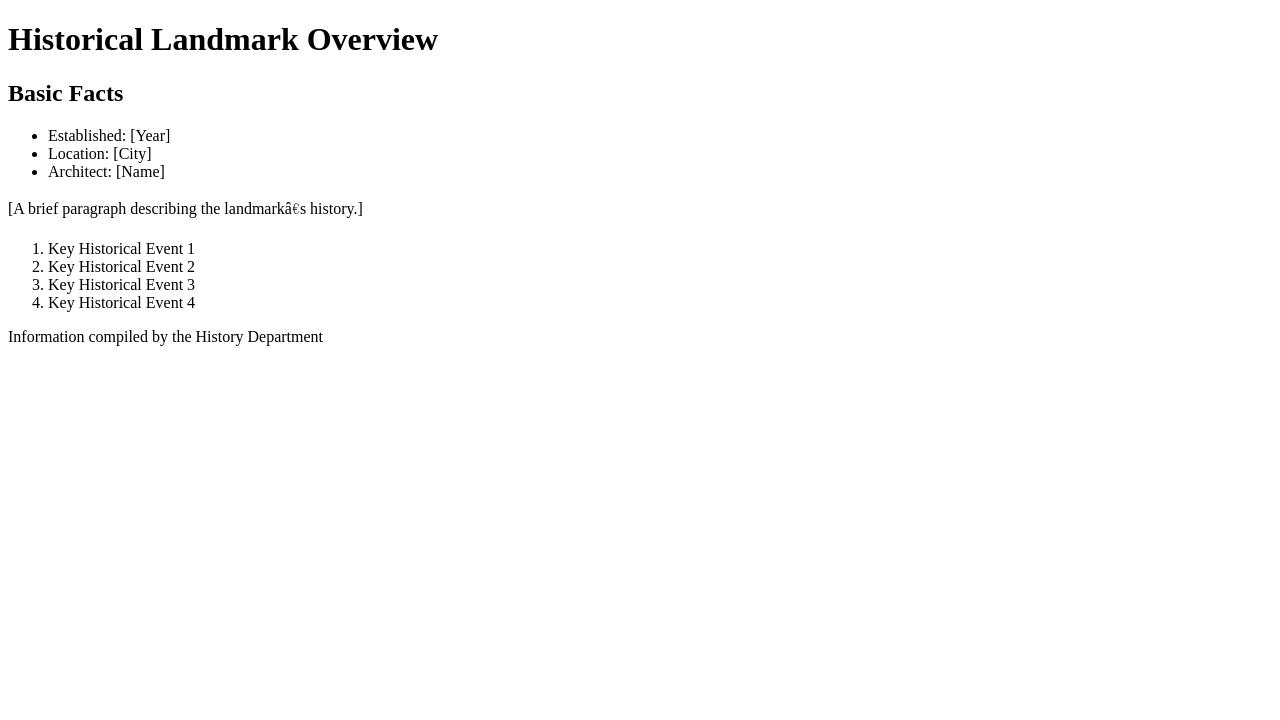 Historical Landmark Overview
Basic Facts
• Established: [Year]
• Location: [City]
• Architect: [Name]
[A brief paragraph describing the landmarkâ€s history.]
1. Key Historical Event 1
2. Key Historical Event 2
3. Key Historical Event 3
4. Key Historical Event 4
Information compiled by the History Department